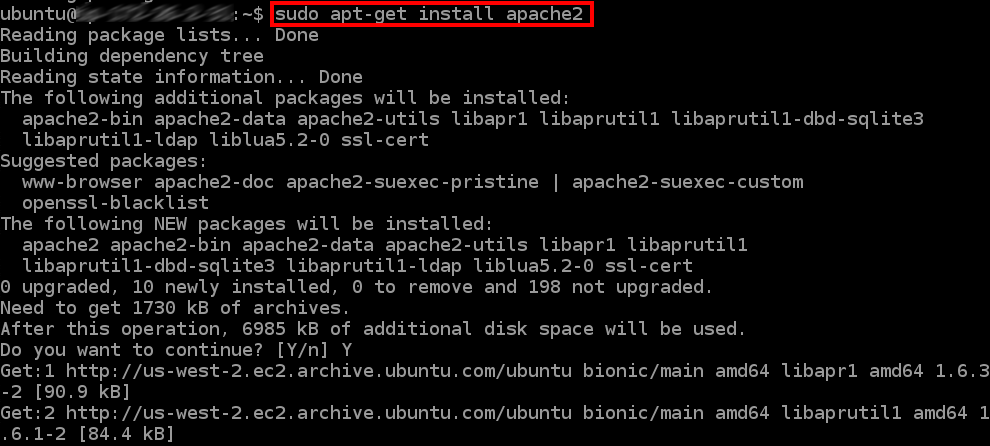 ubuntu@ :~$ sudo apt-get install apache2
Reading package lists... Done
Building dependency tree
Reading state information... Done
The following additional packages will be installed:
apache2-bin apache2-data apache2-utils libapr1 libaprutil1 libaprutil1-dbd-sqlite3
libaprutil1-ldap liblua5.2-0 ssl-cert
Suggested packages:
www-browser apache2-doc apache2-suexec-pristine | apache2-suexec-custom
openssl-blacklist
The following NEW packages will be installed:
apache2 apache2-bin apache2-data apache2-utils libapr1 libaprutil1
libaprutil1-dbd-sqlite3 libaprutil1-ldap liblua5.2-0 ssl-cert
0 upgraded, 10 newly installed, 0 to remove and 198 not upgraded.
Need to get 1730 kB of archives.
After this operation, 6985 kB of additional disk space will be used.
Do you want to continue? [Y/n] Y
Get:1 http://us-west-2.ec2.archive.ubuntu.com/ubuntu bionic/main amd64 libapr1 amd64 1.6.3
-2 [90.9 kB]
Get:2 http://us-west-2.ec2.archive.ubuntu.com/ubuntu bionic/main amd64 libaprutil1 amd64 1
.6.1-2 [84.4 kB]